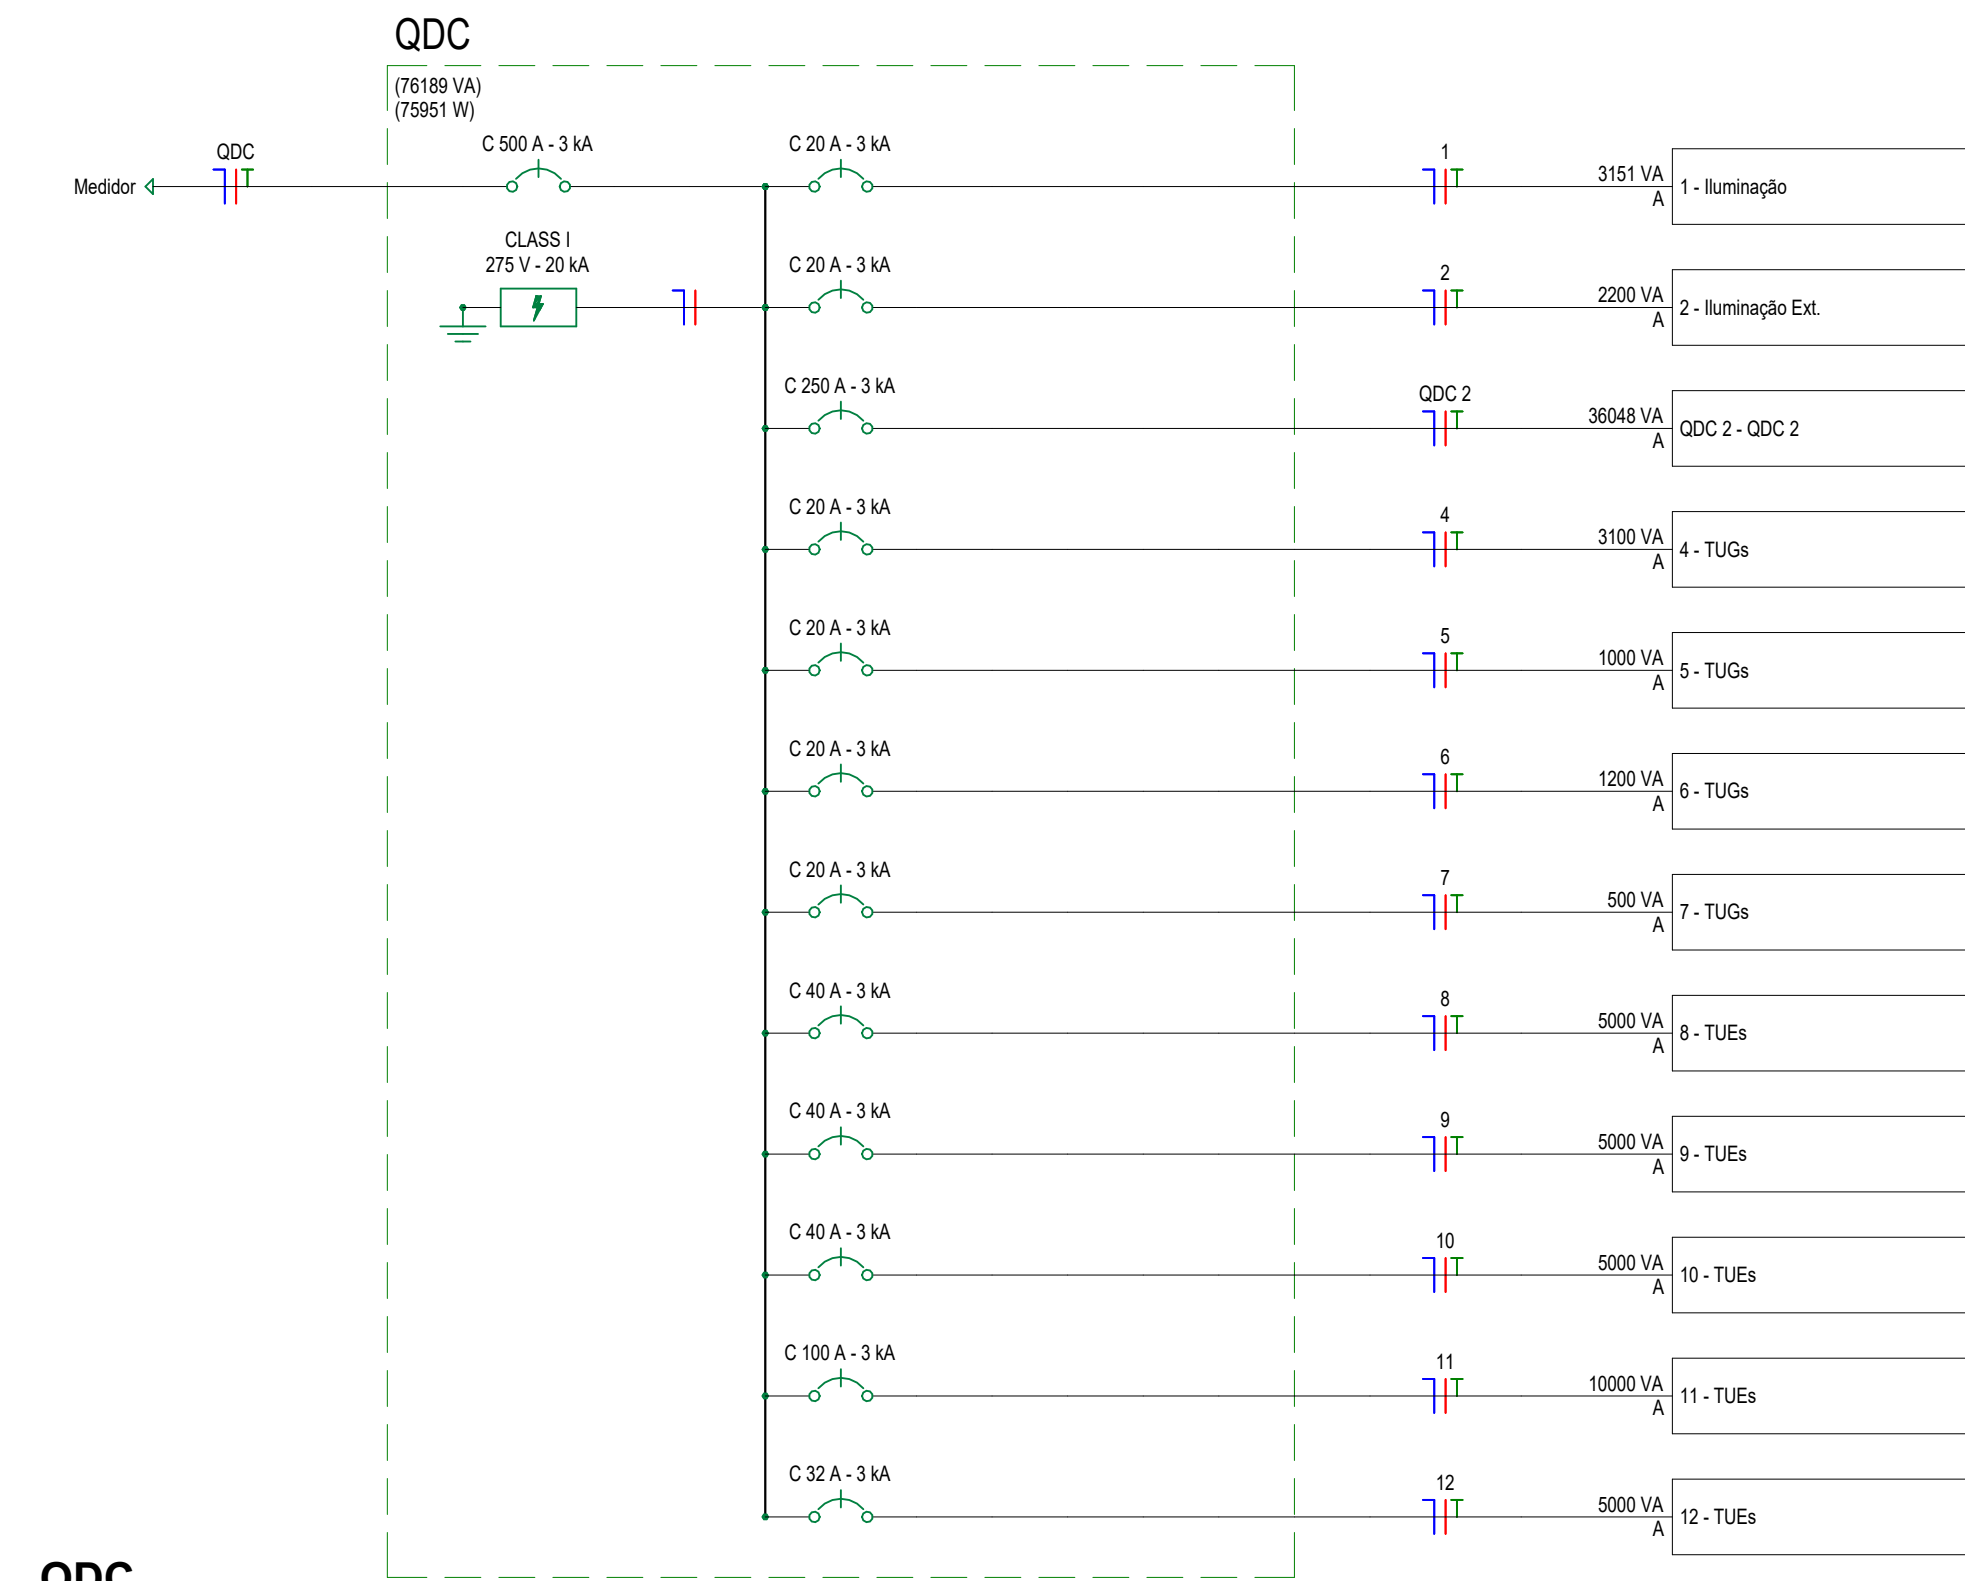 QDC
(76189 VA)
(75951 W)
C 500 A - 3 kA
C 20 A - 3 kA
QDC
1
Medidor
3151 VA
A
1 - Iluminação
CLASS I
275 V - 20 kA
C 20 A - 3 kA
2
2200 VA
A
2 - Iluminação Ext.
C 250 A - 3 kA
QDC 2
36048 VA
A
QDC 2 - QDC 2
C 20 A - 3 kA
4
3100 VA
A
4 - TUGs
C 20 A - 3 kA
5
1000 VA
A
5 - TUGs
C 20 A - 3 kA
6
1200 VA
A
6 - TUGs
C 20 A - 3 kA
7
500 VA
A
7 - TUGs
C 40 A - 3 kA
8
5000 VA
A
8 - TUEs
C 40 A - 3 kA
9
5000 VA
A
9 - TUEs
C 40 A - 3 kA
10
5000 VA
A
10 - TUEs
C 100 A - 3 kA
11
10000 VA
A
11 - TUEs
C 32 A - 3 kA
12
5000 VA
A
12 - TUEs
QDC